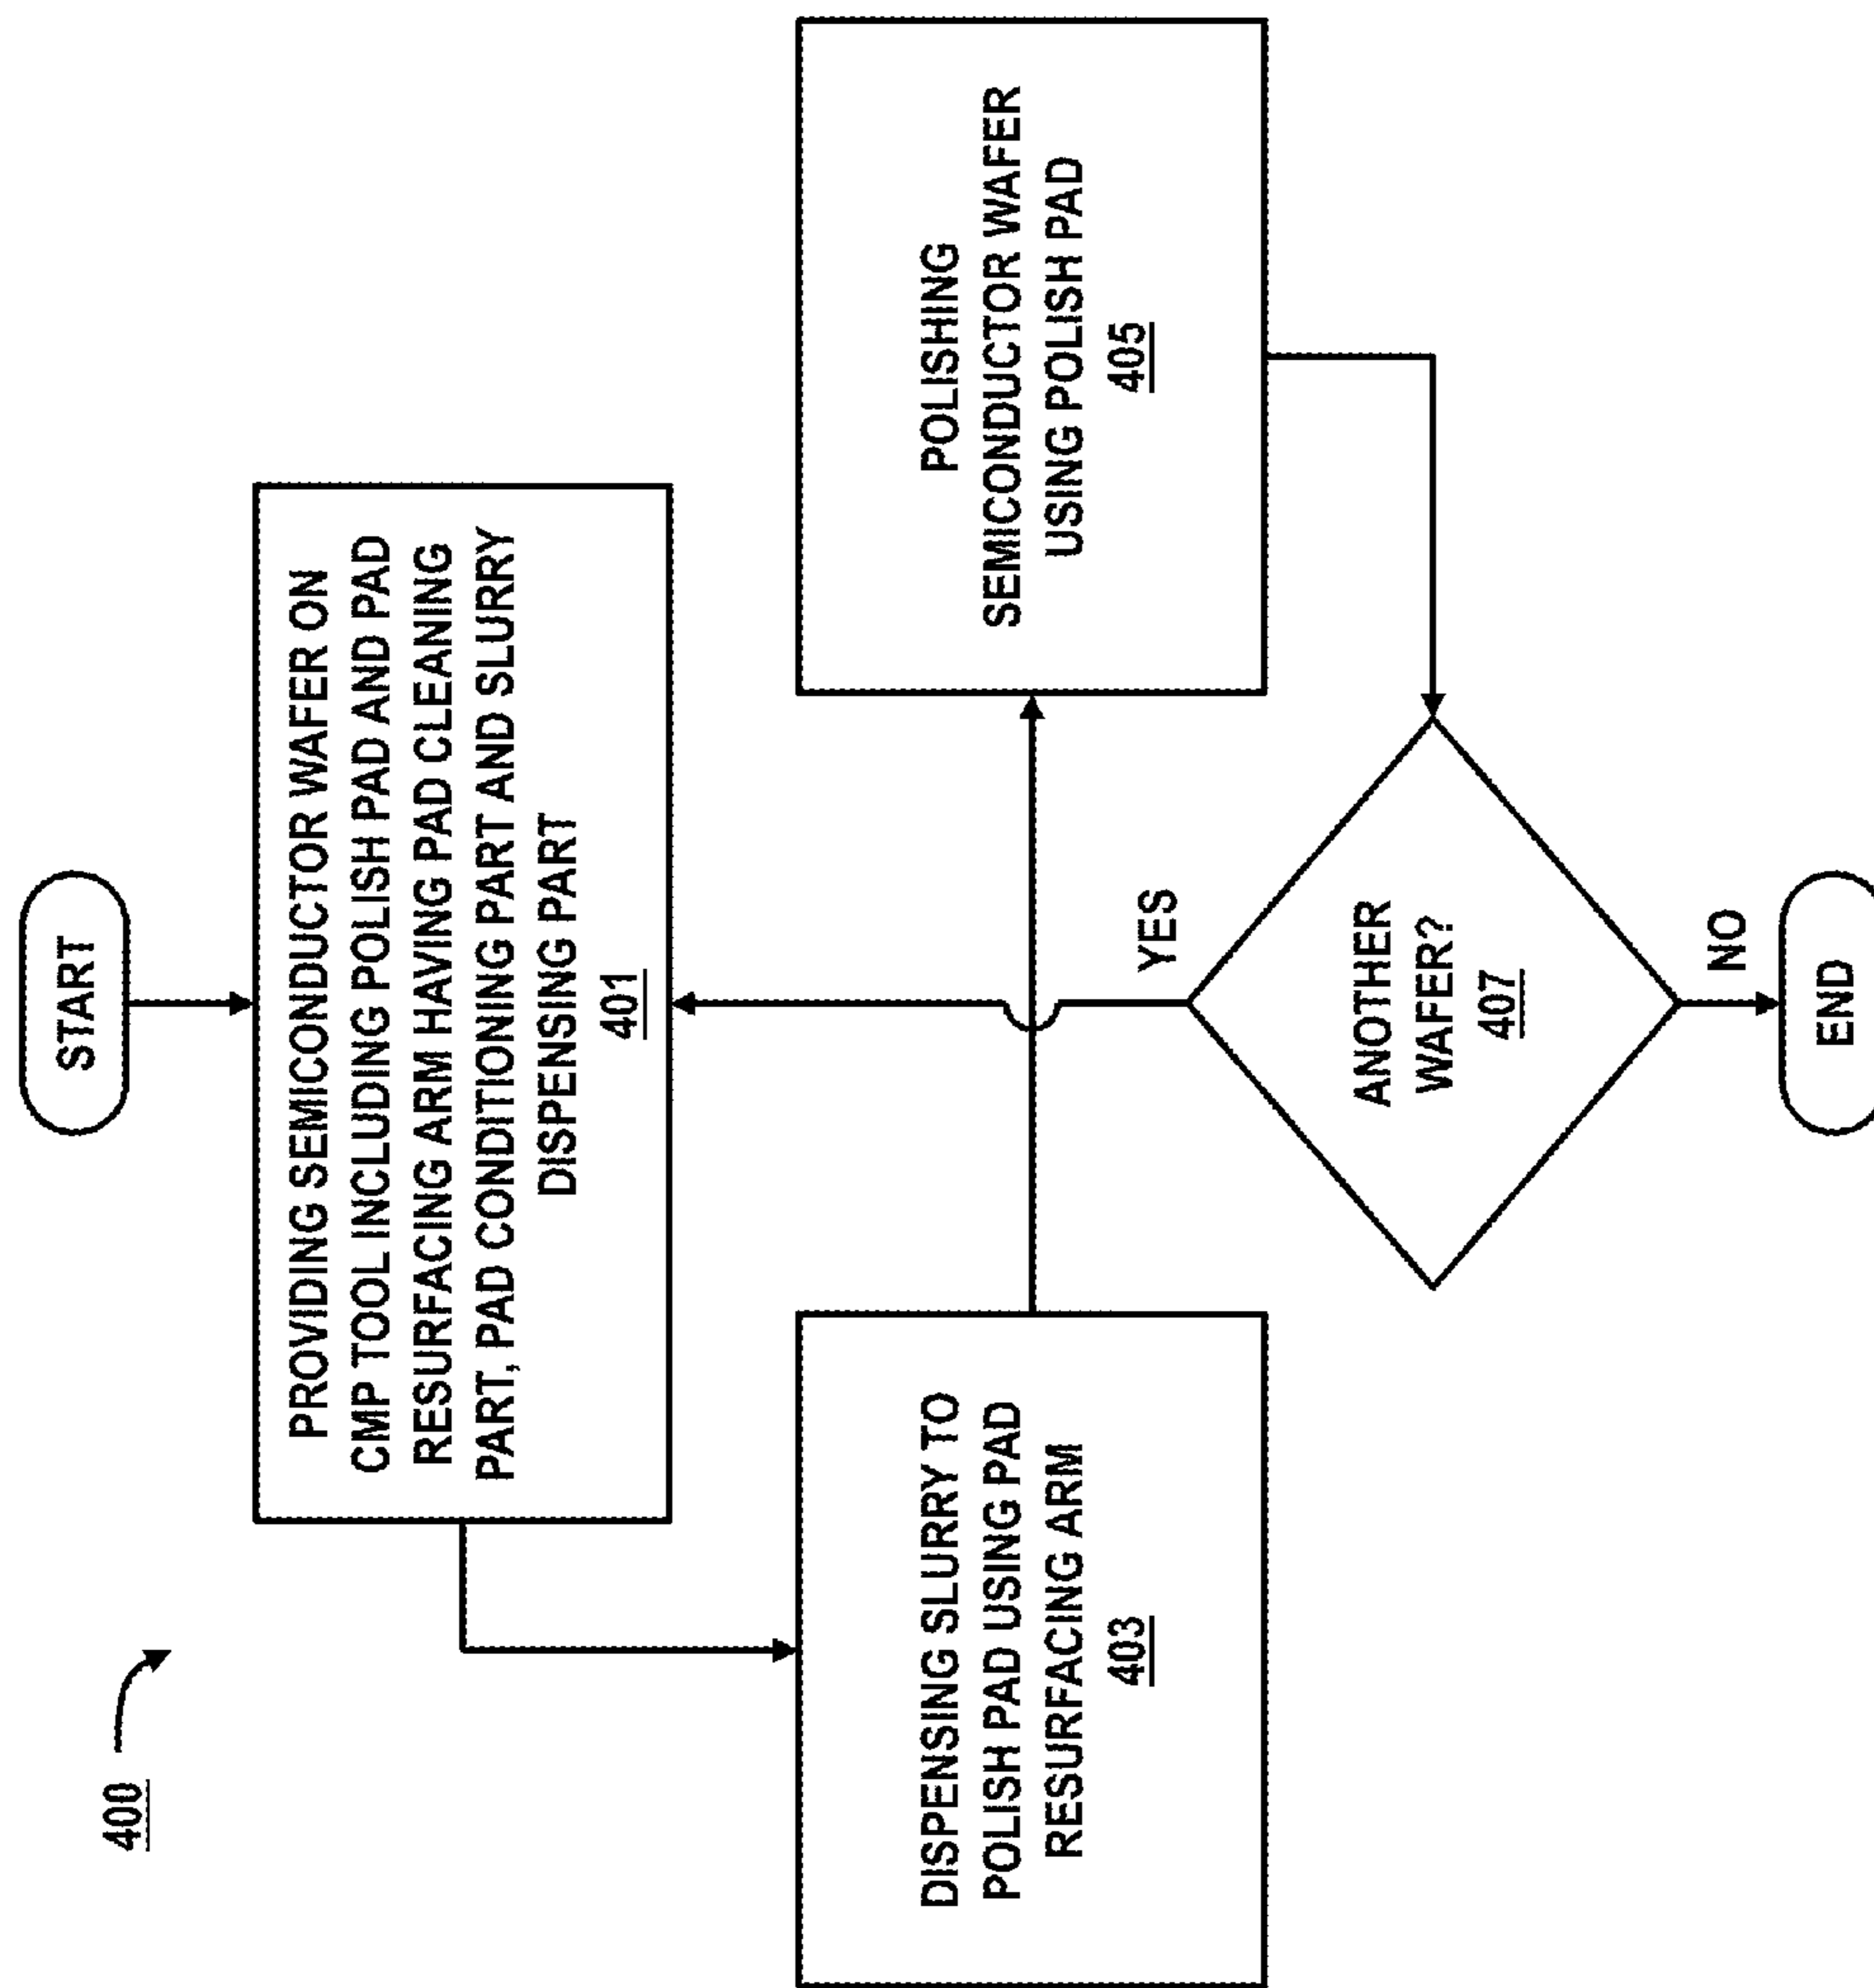 400
START
PROVIDING SEMICONDUCTOR WAFER ON
CMP TOOL INCLUDING POLISH PAD AND PAD
RESURFACING ARM HAVING PAD CLEANING
PART, PAD CONDITIONING PART AND SLURRY
DISPENSING PART
401
DISPENSING SLURRY TO
POLISH PAD USING PAD
RESURFACING ARM
403
POLISHING
SEMICONDUCTOR WAFER
USING POLISH PAD
405
YES
ANOTHER
WAFER?
407
NO
END